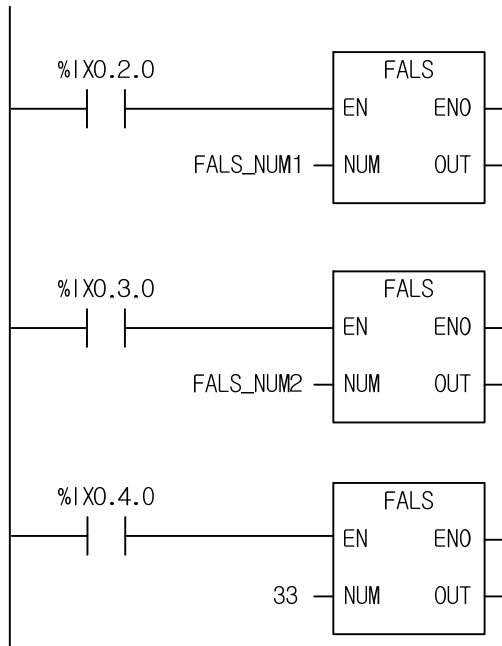 %IX0.2.0
FALS
EN ENO
FALS_NUM1 NUM OUT
%IX0.3.0
FALS
EN ENO
FALS_NUM2 NUM OUT
%IX0.4.0
FALS
EN ENO
33 NUM OUT